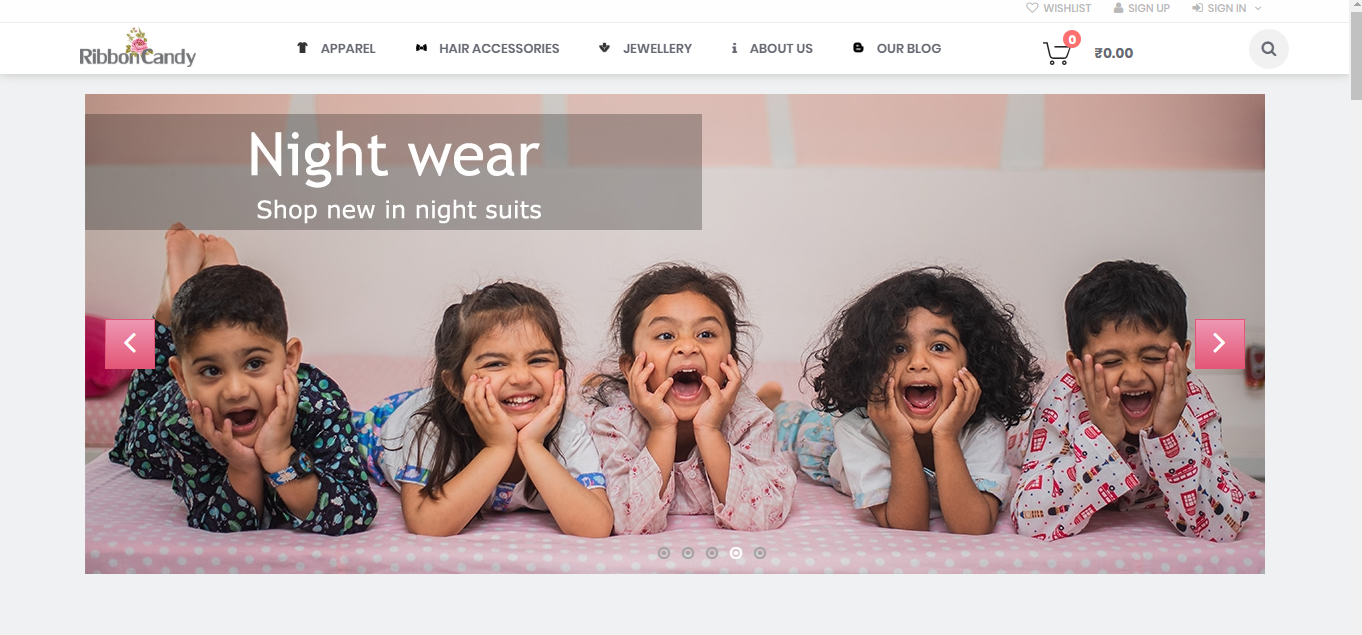 WISHLIST SIGN UP SIGN IN
RibbonCandy APPAREL HAIR ACCESSORIES JEWELLERY ABOUT US OUR BLOG 0 ₹0.00
Night wear
Shop new in night suits